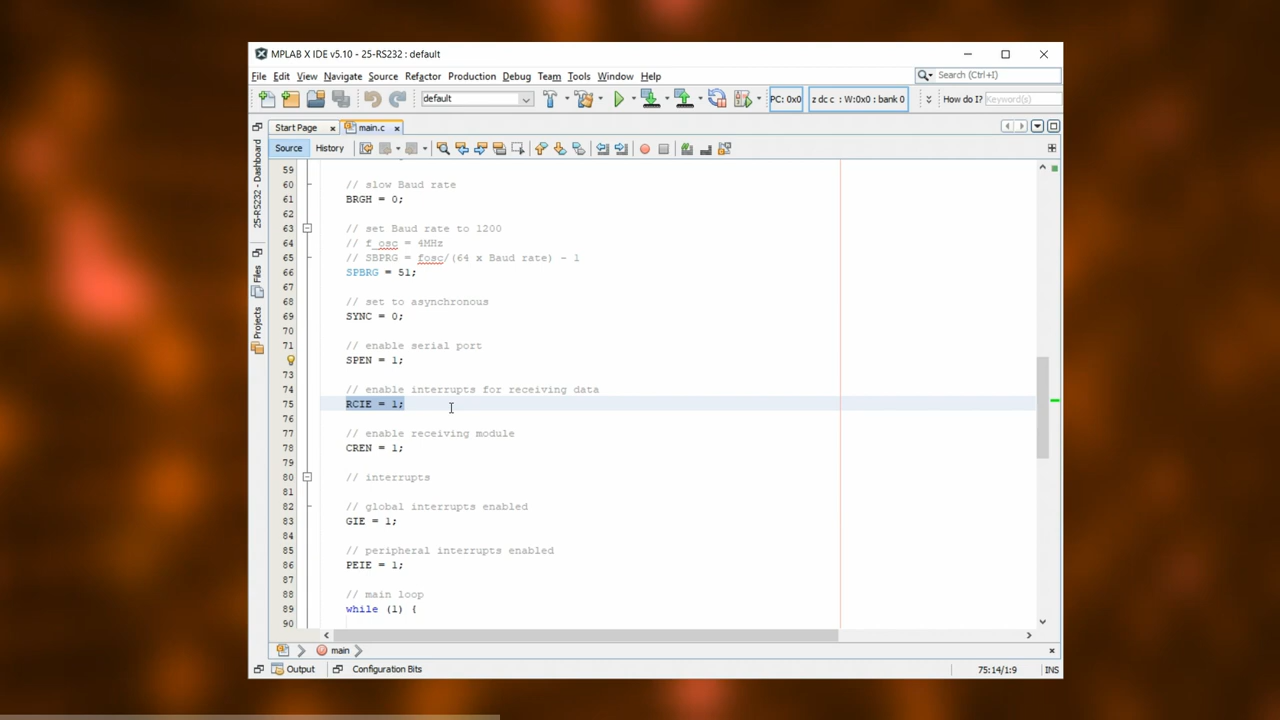 MPLAB X IDE v5.10 - 25-RS232 : default
File Edit View Navigate Source Refactor Production Debug Team Tools Window Help
Search (Ctrl+I)
default
PC: 0x0
z dc c : W:0x0 : bank 0
How do I?
Keyword(s)
Start Page
main.c
Source
History
25-RS232 - Dashboard
Files
Projects
59
60 // slow Baud rate
61 BRGH = 0;
62
63 // set Baud rate to 1200
64 // f_osc = 4MHz
65 // SBPRG = fosc/(64 x Baud rate) - 1
66 SPBRG = 51;
67
68 // set to asynchronous
69 SYNC = 0;
70
71 // enable serial port
SPEN = 1;
73
74 // enable interrupts for receiving data
75 RCIE = 1;
76
77 // enable receiving module
78 CREN = 1;
79
80 // interrupts
81
82 // global interrupts enabled
83 GIE = 1;
84
85 // peripheral interrupts enabled
86 PEIE = 1;
87
88 // main loop
89 while (1) {
90
main
Output
Configuration Bits
75:14/1:9
INS